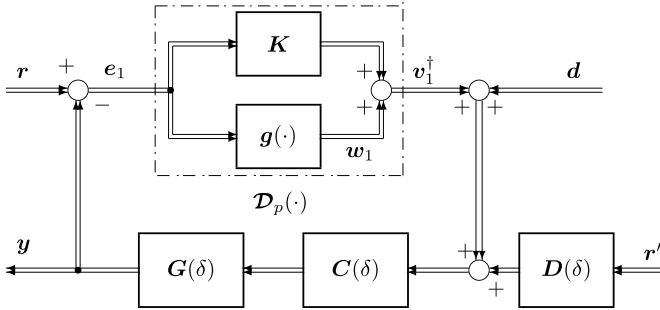 K
+
r
e₁
−
+
+
v₁†
+
+
d
g(·)
w₁
𝒟ₚ(·)
y
G(δ)
C(δ)
+
+
D(δ)
r′